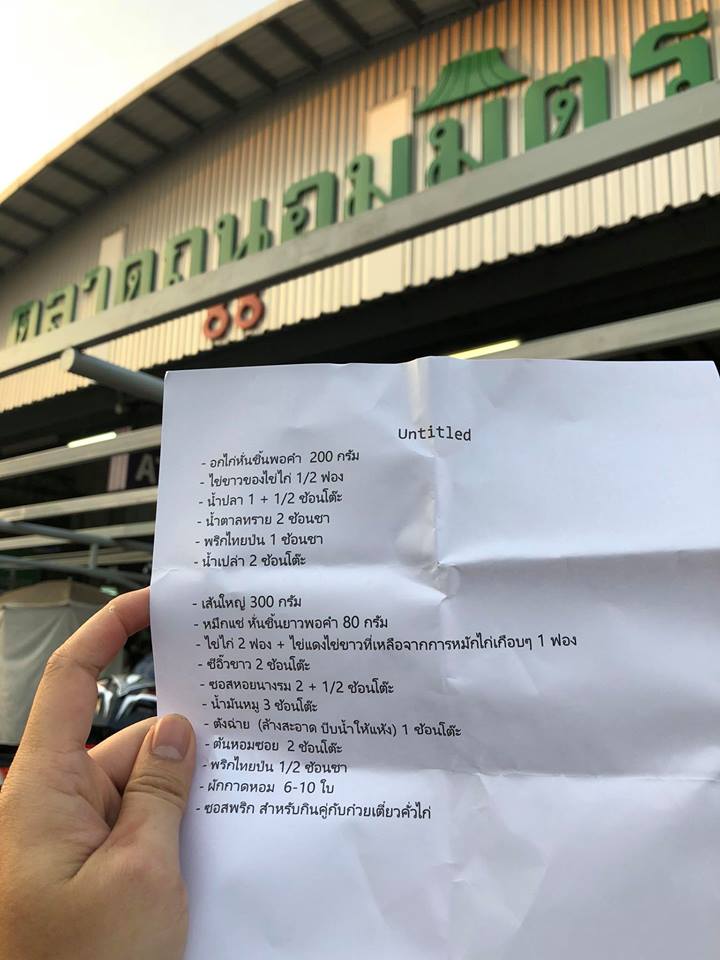 ตลาดถนอมมิตร
Untitled
- อกไก่หั่นชิ้นพอคำ 200 กรัม
- ไข่ขาวของไข่ไก่ 1/2 ฟอง
- น้ำปลา 1 + 1/2 ช้อนโต๊ะ
- น้ำตาลทราย 2 ช้อนชา
- พริกไทยป่น 1 ช้อนชา
- น้ำเปล่า 2 ช้อนโต๊ะ
- เส้นใหญ่ 300 กรัม
- หมึกแช่ หั่นชิ้นยาวพอคำ 80 กรัม
- ไข่ไก่ 2 ฟอง + ไข่แดงไข่ขาวที่เหลือจากการหมักไก่เกือบๆ 1 ฟอง
- ซีอิ๊วขาว 2 ช้อนโต๊ะ
- ซอสหอยนางรม 2 + 1/2 ช้อนโต๊ะ
- น้ำมันหมู 3 ช้อนโต๊ะ
- ตังฉ่าย (ล้างสะอาด บีบน้ำให้แห้ง) 1 ช้อนโต๊ะ
- ต้นหอมซอย 2 ช้อนโต๊ะ
- พริกไทยป่น 1/2 ช้อนชา
- ผักกาดหอม 6-10 ใบ
- ซอสพริก สำหรับกินคู่กับก๋วยเตี่ยวคั่วไก่